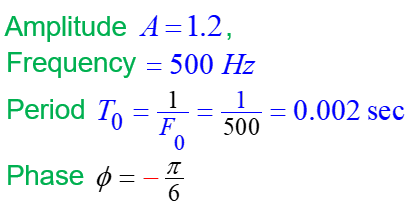 Amplitude A = 1.2,
Frequency = 500 Hz
Period T₀ = 1/F₀ = 1/500 = 0.002 sec
Phase ϕ = −π/6